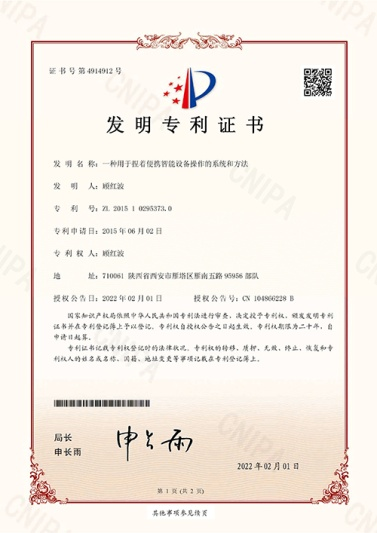 证书号第4914912号
发明专利证书
发 明 名 称：一种用于捏着便携智能设备操作的系统和方法
发 明 人：顾红波
专 利 号：ZL 2015 1 0295373.0
专利申请日：2015年06月02日
专 利 权 人：顾红波
地 址：710061 陕西省西安市雁塔区雁南五路95956部队
授权公告日：2022年02月01日 授权公告号：CN 104866228 B
国家知识产权局依照中华人民共和国专利法进行审查，决定授予专利权，颁发发明专利
证书并在专利登记簿上予以登记。专利权自授权公告之日起生效。专利权期限为二十年，自
申请日起算。
专利证书记载专利权登记时的法律状况。专利权的转移、质押、无效、终止、恢复和专利
权人的姓名或名称、国籍、地址变更等事项记载在专利登记簿上。
局长
申长雨
申长雨
2022年02月01日
第 1 页 (共 2 页)
其他事项参见续页
CNIPA
CNIPA
CNIPA
CNIPA
CNIPA